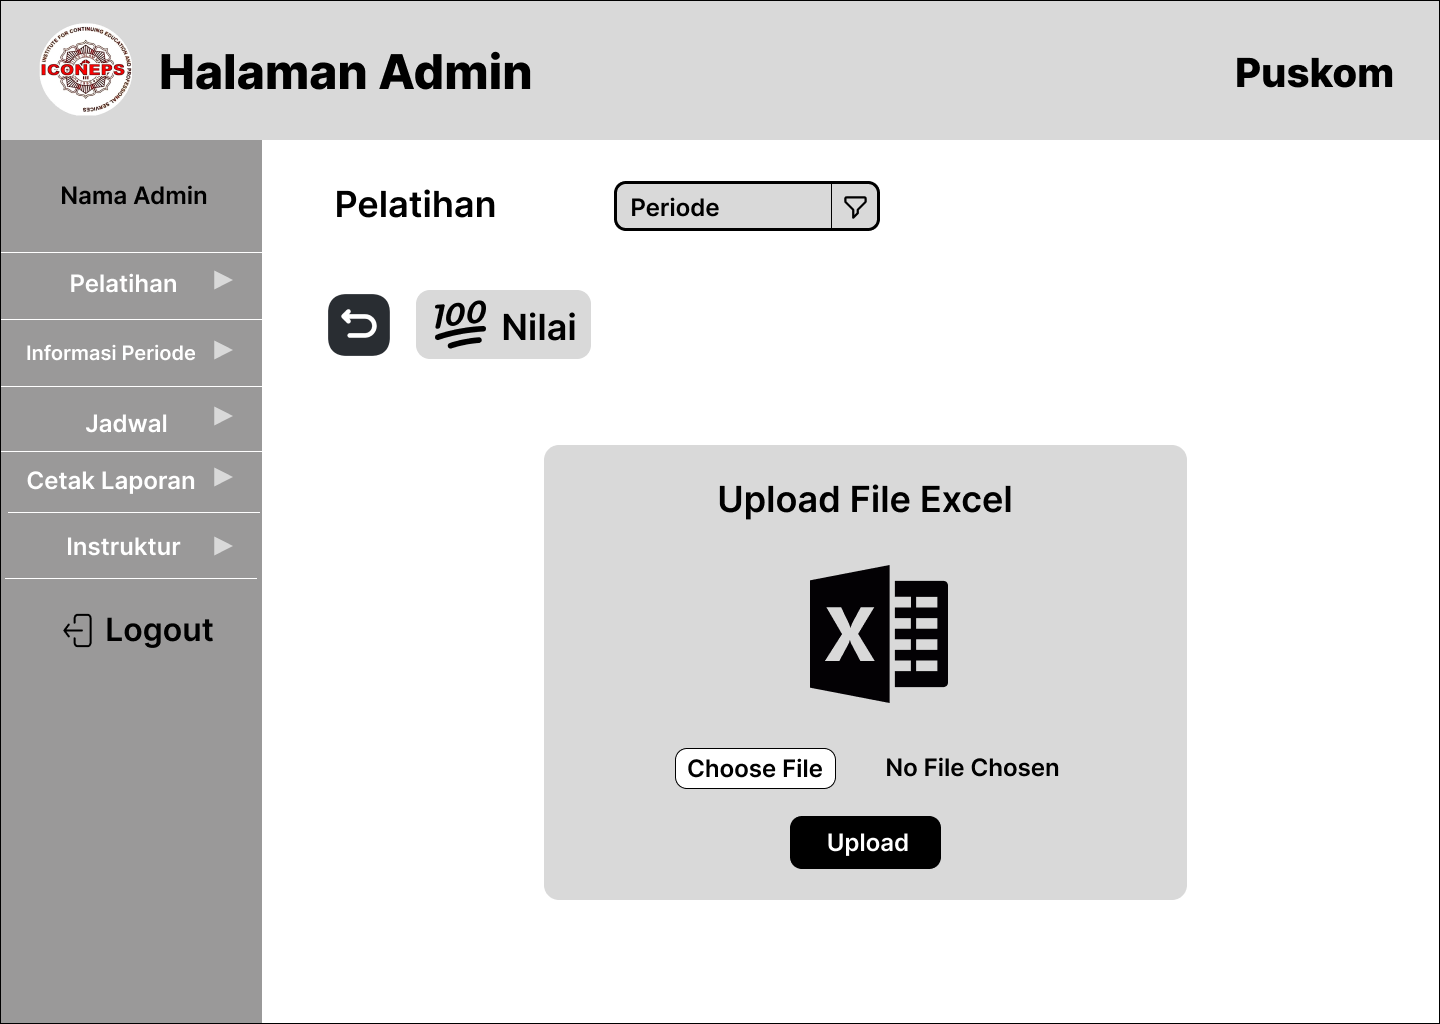 INSTITUTE FOR CONTINUING EDUCATION AND PROFESSIONAL SERVICES
ICONEPS
Halaman Admin
Puskom
Nama Admin
Pelatihan
Informasi Periode
Jadwal
Cetak Laporan
Instruktur
Logout
Pelatihan
Periode
100 Nilai
Upload File Excel
X
Choose File
No File Chosen
Upload